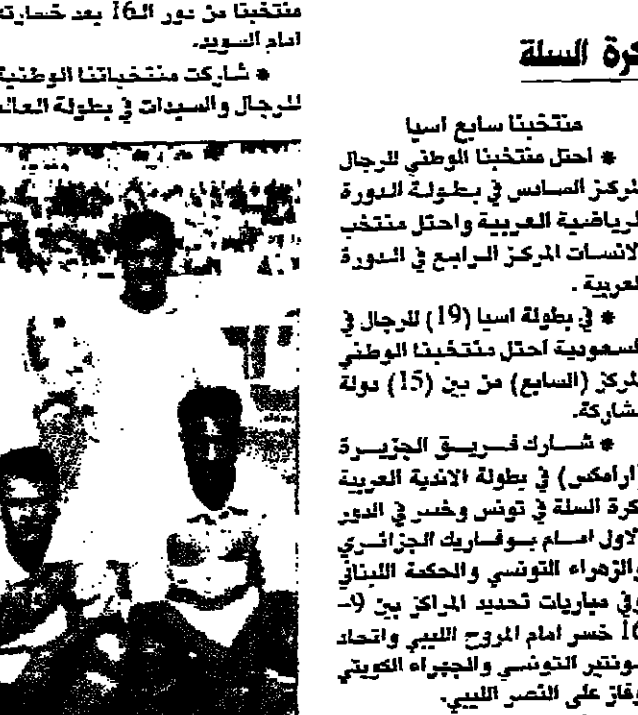 كرة السلة
منتخبنا سابع اسيا
* احتل منتخبنا الوطني للرجال
المركز السادس في بطولة الدورة
الرياضية العربية واحتل منتخب
الانسات المركز الرابع في الدورة
العربية .
* في بطولة اسيا (19) للرجال في
السعودية احتل منتخبنا الوطني
المركز (السابع) من بين (15) دولة
مشاركة.
* شارك فريق الجزيرة
(ارامكس) في بطولة الاندية العربية
لكرة السلة في تونس وخسر في الدور
الاول امام بوفاريك الجزائري
والزهراء التونسي والحكمة اللبناني
وفي مباريات تحديد المراكز بين 9–
16 خسر امام المروج الليبي واتحاد
مونتير التونسي والجهراء الكويتي
وفاز على النصر الليبي.
منتخبنا من دور الـ16 بعد خسارته
امام السويد.
* شاركت منتخباتنا الوطنية
للرجال والسيدات في بطولة العالم